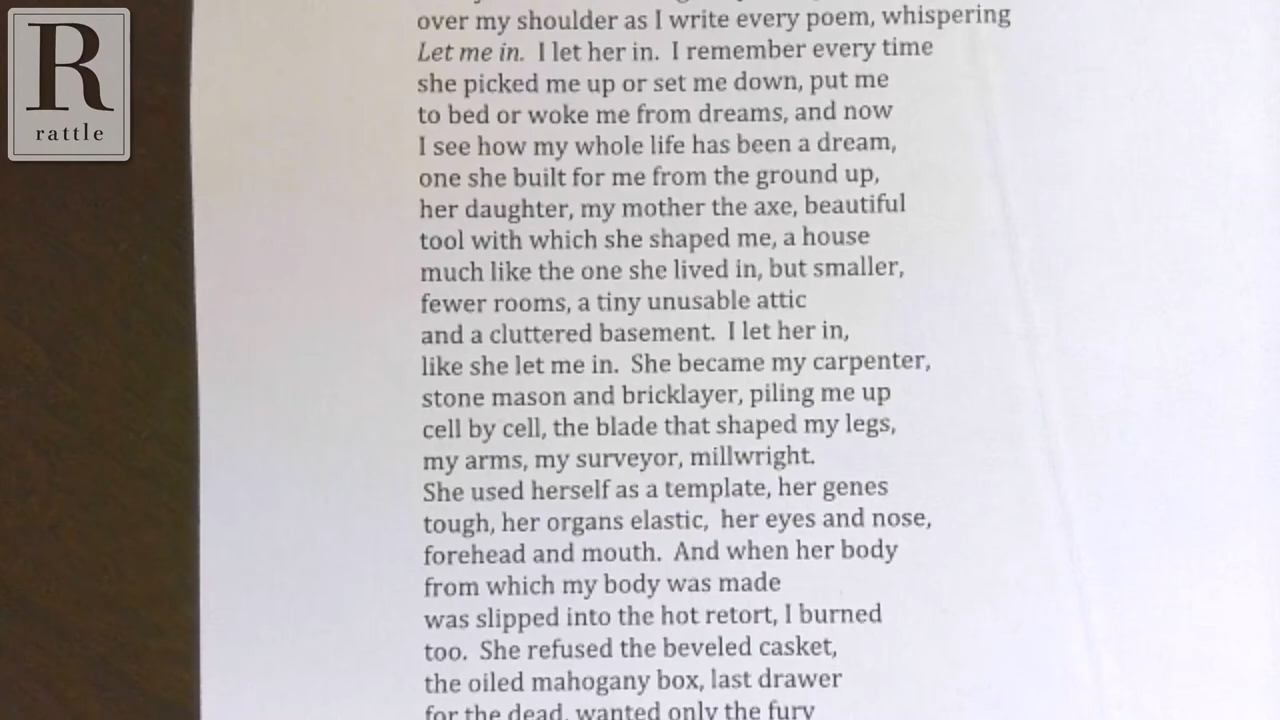 R
rattle
over my shoulder as I write every poem, whispering
Let me in.  I let her in.  I remember every time
she picked me up or set me down, put me
to bed or woke me from dreams, and now
I see how my whole life has been a dream,
one she built for me from the ground up,
her daughter, my mother the axe, beautiful
tool with which she shaped me, a house
much like the one she lived in, but smaller,
fewer rooms, a tiny unusable attic
and a cluttered basement.  I let her in,
like she let me in.  She became my carpenter,
stone mason and bricklayer, piling me up
cell by cell, the blade that shaped my legs,
my arms, my surveyor, millwright.
She used herself as a template, her genes
tough, her organs elastic,  her eyes and nose,
forehead and mouth.  And when her body
from which my body was made
was slipped into the hot retort, I burned
too.  She refused the beveled casket,
the oiled mahogany box, last drawer
for the dead, wanted only the fury